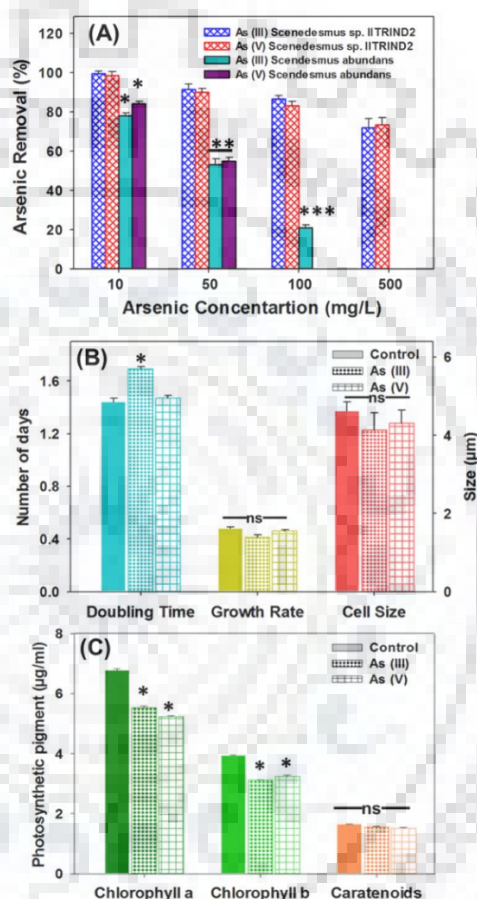 (A)
As (III) Scenedesmus sp. IITRIND2
As (V) Scenedesmus sp. IITRIND2
As (III) Scendesmus abundans
As (V) Scendesmus abundans
Arsenic Removal (%)
120
100
80
60
40
20
0
*
*
**
***
10 50 100 500
Arsenic Concentartion (mg/L)
(B)
Control
As (III)
As (V)
Number of days
1.6
1.2
0.8
0.4
0.0
*
ns
ns
6
4
2
0
Size (µm)
Doubling Time Growth Rate Cell Size
(C)
Control
As (III)
As (V)
Photosynthetic pigment (µg/ml)
8
6
4
2
0
* *
* *
ns
Chlorophyll a Chlorophyll b Caratenoids